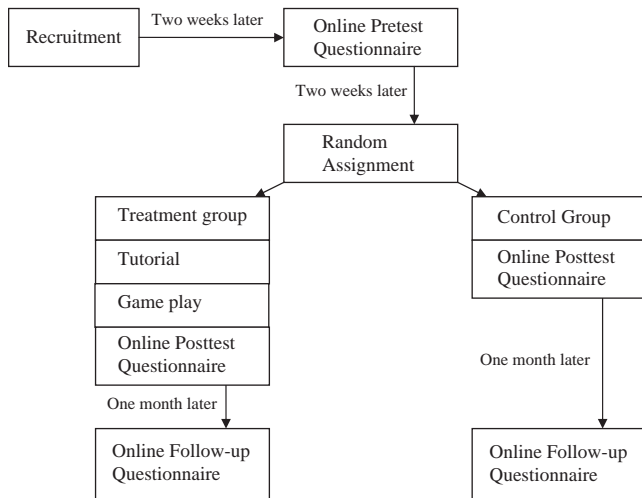 Recruitment
Two weeks later
Online Pretest
Questionnaire
Two weeks later
Random
Assignment
Treatment group
Tutorial
Game play
Online Posttest
Questionnaire
One month later
Online Follow-up
Questionnaire
Control Group
Online Posttest
Questionnaire
One month later
Online Follow-up
Questionnaire